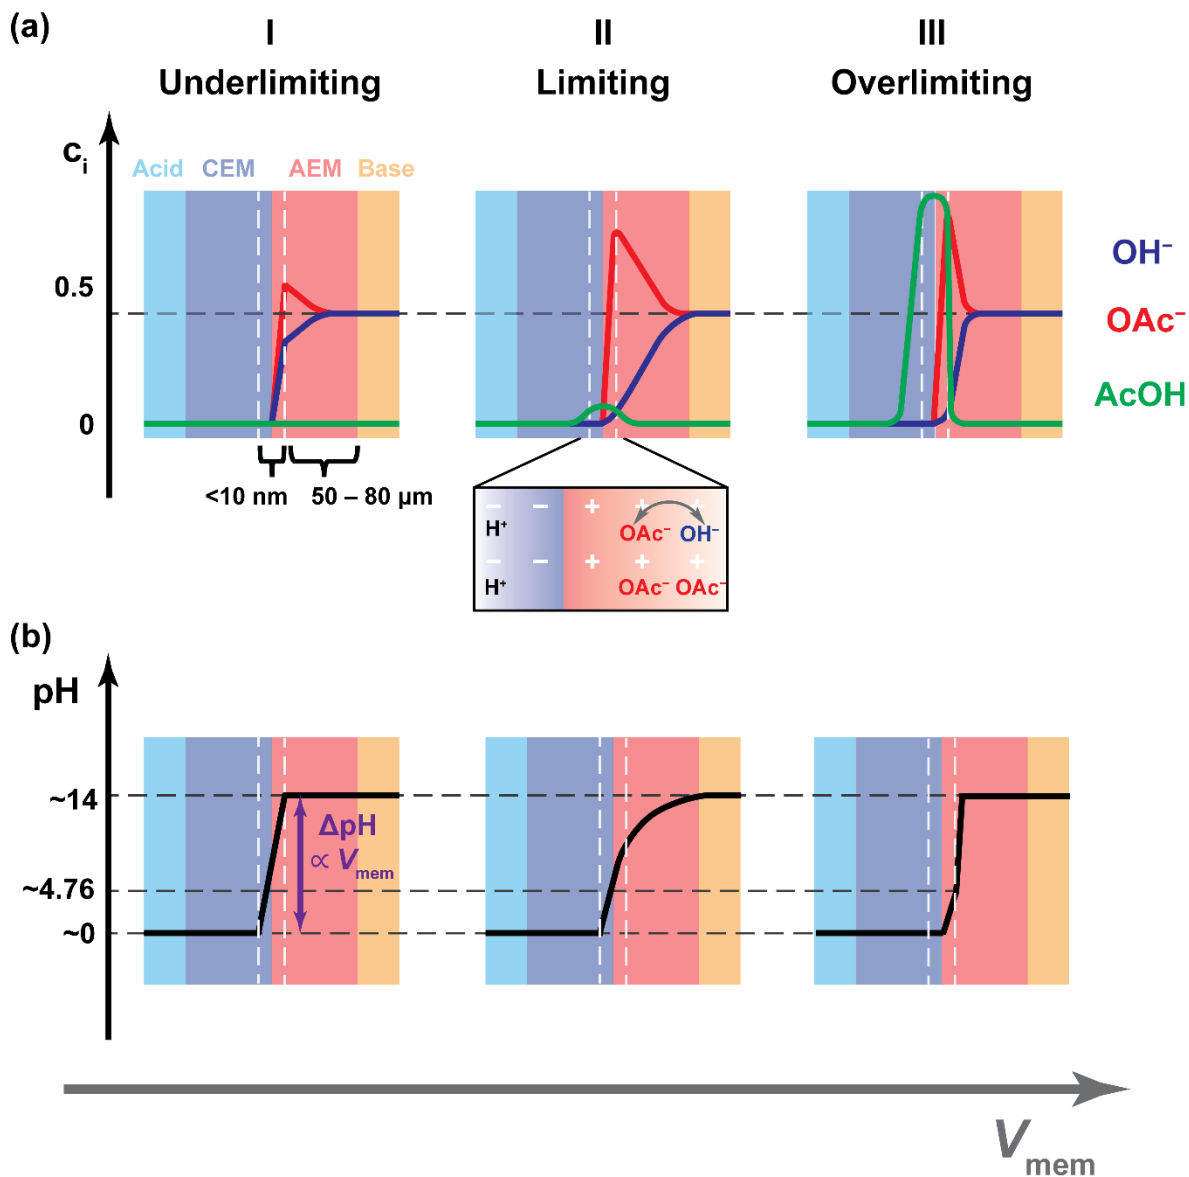 (a)
I II III
Underlimiting Limiting Overlimiting
cᵢ
Acid CEM AEM Base
0.5
0
OH⁻
OAc⁻
AcOH
<10 nm 50 – 80 µm
− − + + +
H⁺ OAc⁻ OH⁻
− − + + +
H⁺ OAc⁻ OAc⁻
(b)
pH
~14
ΔpH
∝ Vmem
~4.76
~0
Vmem